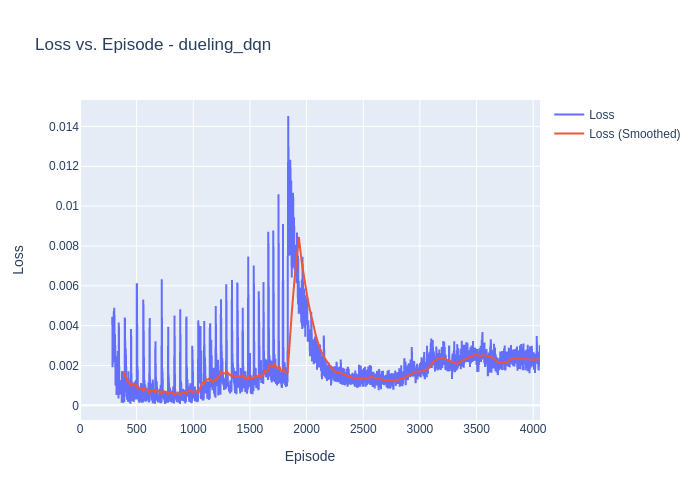 Loss vs. Episode - dueling_dqn
Loss
Loss (Smoothed)
0.014
0.012
0.01
0.008
0.006
0.004
0.002
0
Loss
0 500 1000 1500 2000 2500 3000 3500 4000
Episode